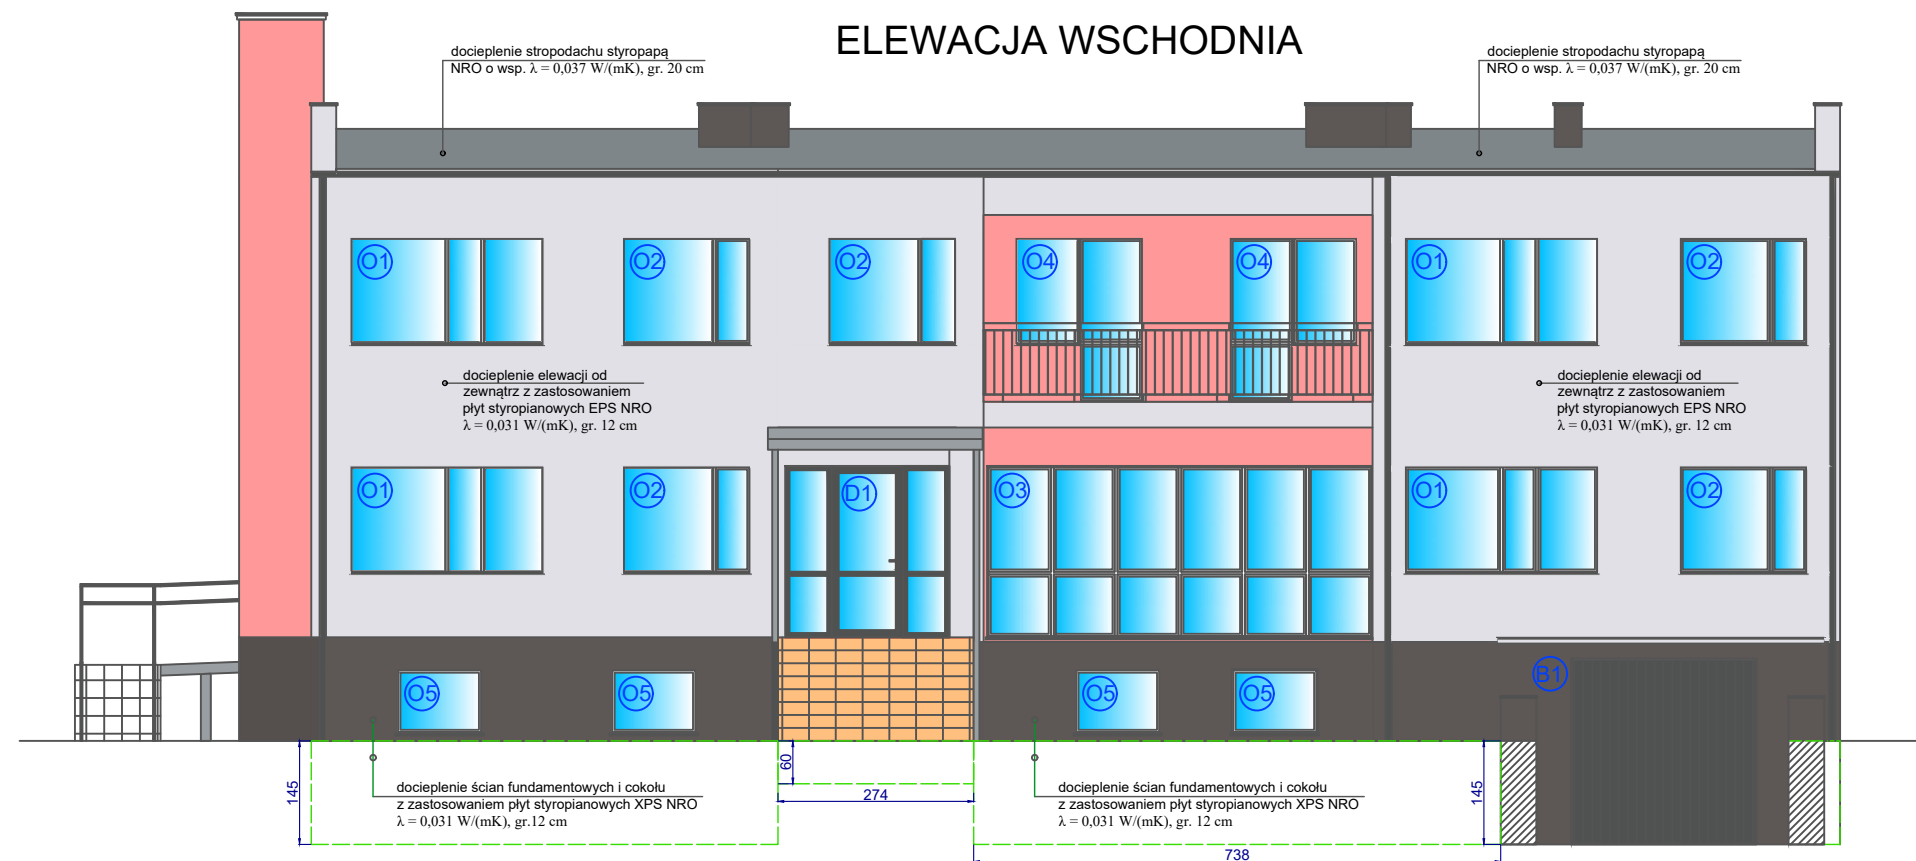 ELEWACJA WSCHODNIA
docieplenie stropodachu styropapą
NRO o wsp. λ = 0,037 W/(mK), gr. 20 cm
docieplenie stropodachu styropapą
NRO o wsp. λ = 0,037 W/(mK), gr. 20 cm
O1
O2
O2
O4
O4
O1
O2
docieplenie elewacji od
zewnątrz z zastosowaniem
płyt styropianowych EPS NRO
λ = 0,031 W/(mK), gr. 12 cm
docieplenie elewacji od
zewnątrz z zastosowaniem
płyt styropianowych EPS NRO
λ = 0,031 W/(mK), gr. 12 cm
O1
O2
D1
O3
O1
O2
O5
O5
O5
O5
B1
145
60
274
145
738
docieplenie ścian fundamentowych i cokołu
z zastosowaniem płyt styropianowych XPS NRO
λ = 0,031 W/(mK), gr.12 cm
docieplenie ścian fundamentowych i cokołu
z zastosowaniem płyt styropianowych XPS NRO
λ = 0,031 W/(mK), gr. 12 cm